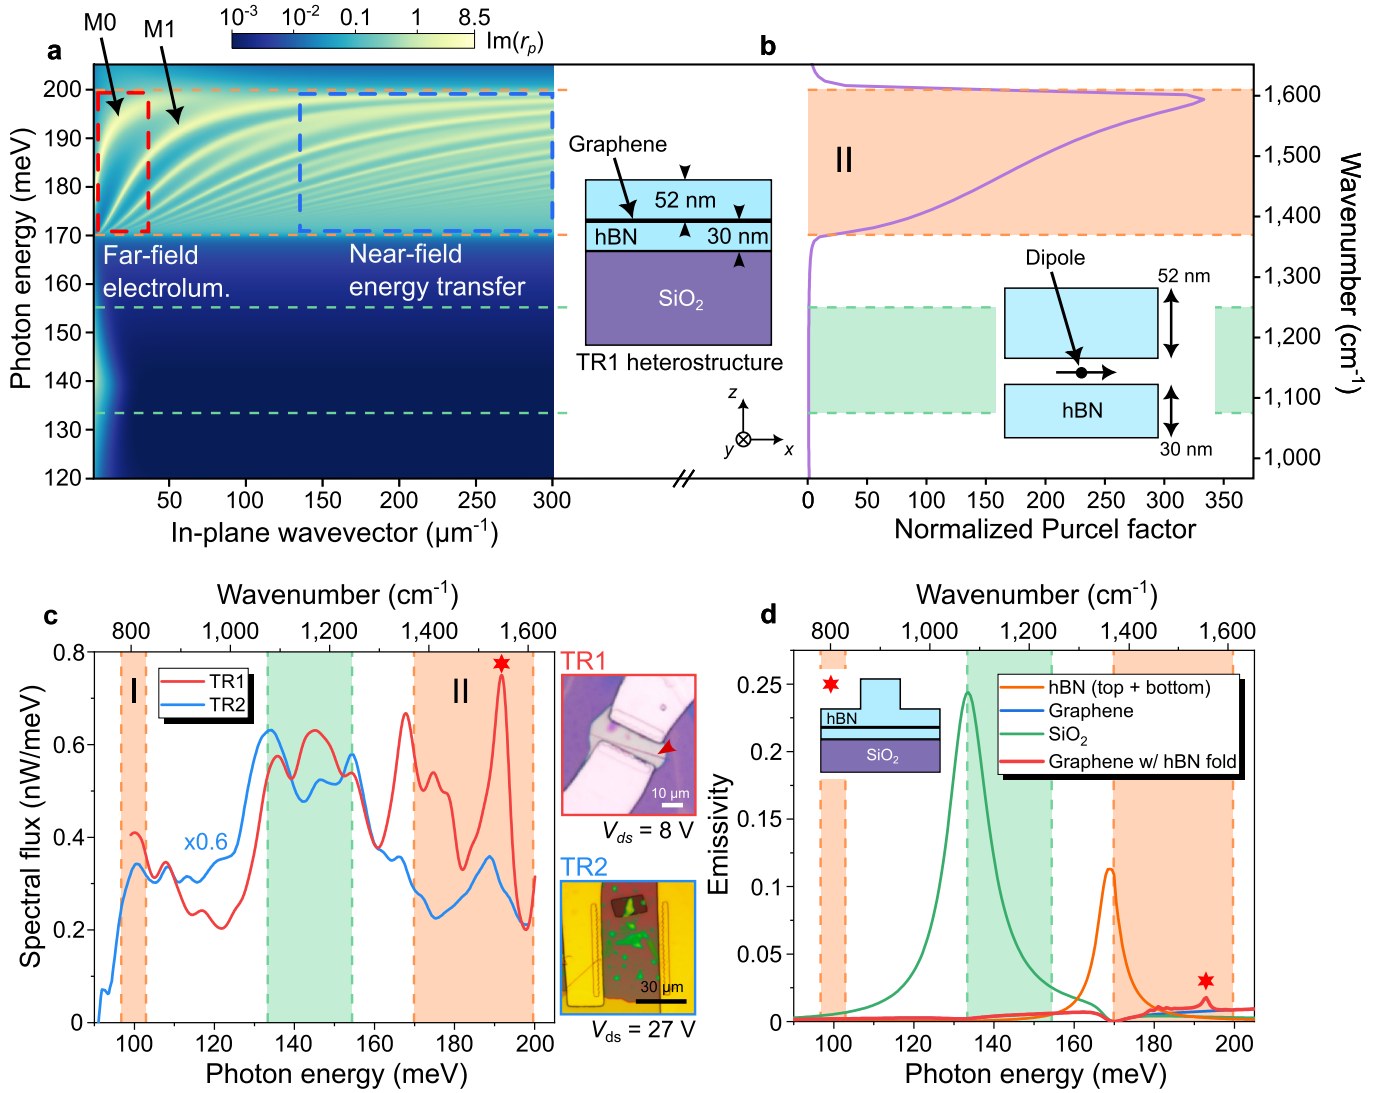 10⁻³ 10⁻² 0.1 1 8.5
Im(rₚ)
M0
M1
a
200
190
180
170
160
150
140
130
120
Photon energy (meV)
Far-field
electrolum.
Near-field
energy transfer
50 100 150 200 250 300
In-plane wavevector (µm⁻¹)
Graphene
52 nm
hBN
30 nm
SiO₂
TR1 heterostructure
z
y
x
b
II
Dipole
52 nm
hBN
30 nm
1,600
1,500
1,400
1,300
1,200
1,100
1,000
Wavenumber (cm⁻¹)
0 50 100 150 200 250 300 350
Normalized Purcel factor
c
Wavenumber (cm⁻¹)
800 1,000 1,200 1,400 1,600
0.8
0.6
0.4
0.2
0
Spectral flux (nW/meV)
I
TR1
TR2
II
x0.6
100 120 140 160 180 200
Photon energy (meV)
TR1
10 µm
V_ds = 8 V
TR2
30 µm
V_ds = 27 V
d
Wavenumber (cm⁻¹)
800 1,000 1,200 1,400 1,600
0.25
0.2
0.15
0.1
0.05
0
Emissivity
hBN
SiO₂
hBN (top + bottom)
Graphene
SiO₂
Graphene w/ hBN fold
100 120 140 160 180 200
Photon energy (meV)